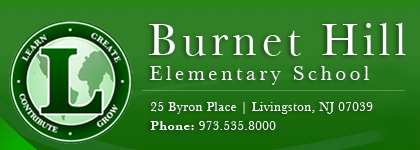 LEARN CREATE
L
CONTRIBUTE GROW
Burnet Hill
Elementary School
25 Byron Place | Livingston, NJ 07039
Phone: 973.535.8000